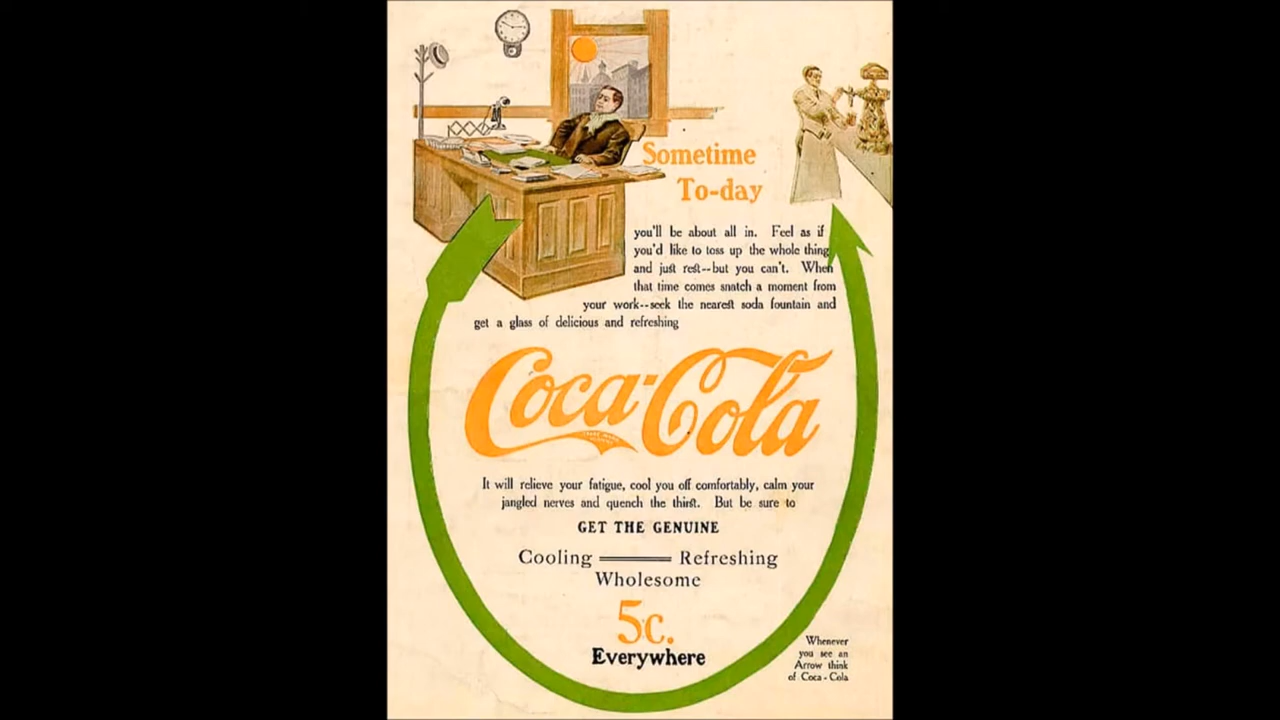 Sometime
To-day
you'll be about all in. Feel as if
you'd like to toss up the whole thing
and just rest--but you can't. When
that time comes snatch a moment from
your work--seek the nearest soda fountain and
get a glass of delicious and refreshing
Coca-Cola
It will relieve your fatigue, cool you off comfortably, calm your
jangled nerves and quench the thirst. But be sure to
GET THE GENUINE
Cooling Refreshing
Wholesome
5c.
Everywhere
Whenever
you see an
Arrow think
of Coca-Cola